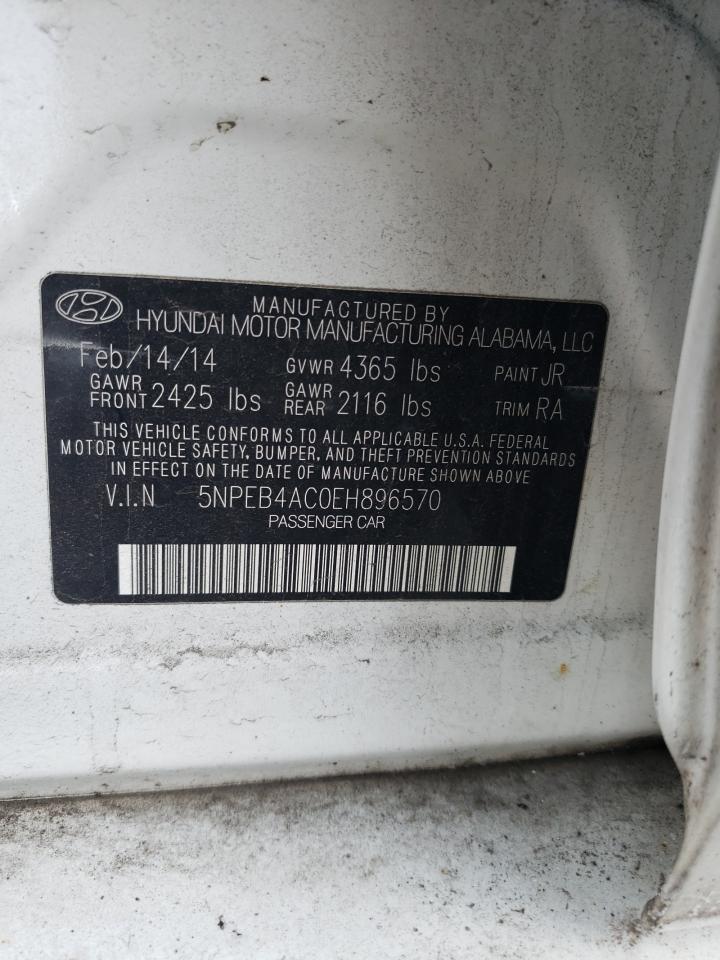 MANUFACTURED BY
HYUNDAI MOTOR MANUFACTURING ALABAMA, LLC
Feb/14/14 GVWR 4365 lbs PAINT JR
GAWR FRONT 2425 lbs GAWR REAR 2116 lbs TRIM RA
THIS VEHICLE CONFORMS TO ALL APPLICABLE U.S.A. FEDERAL
MOTOR VEHICLE SAFETY, BUMPER, AND THEFT PREVENTION STANDARDS
IN EFFECT ON THE DATE OF MANUFACTURE SHOWN ABOVE
V.I.N 5NPEB4AC0EH896570
PASSENGER CAR